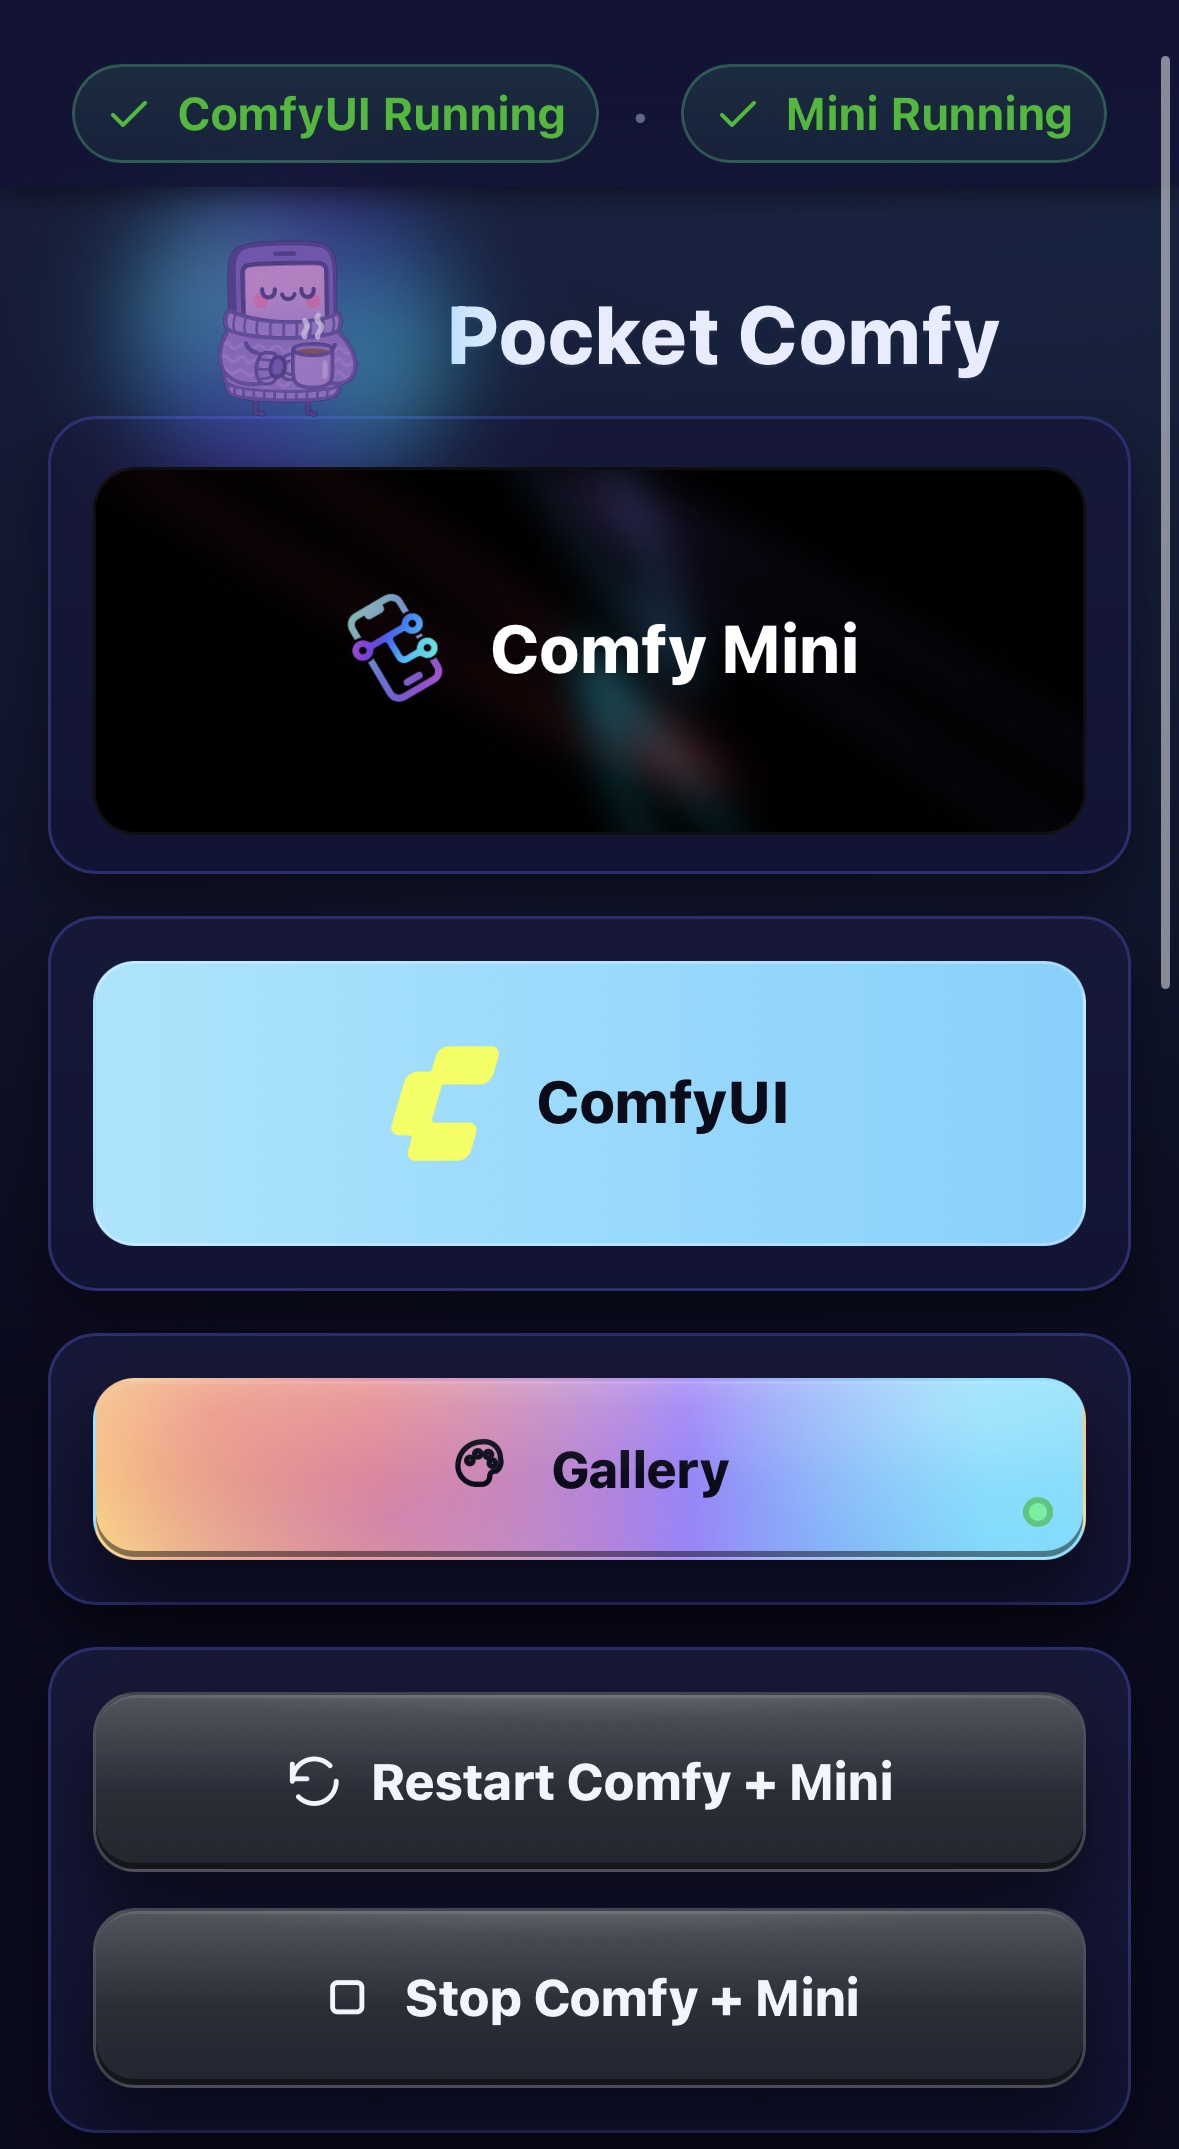 ComfyUI Running • Mini Running
Pocket Comfy
Comfy Mini
ComfyUI
Gallery
Restart Comfy + Mini
Stop Comfy + Mini